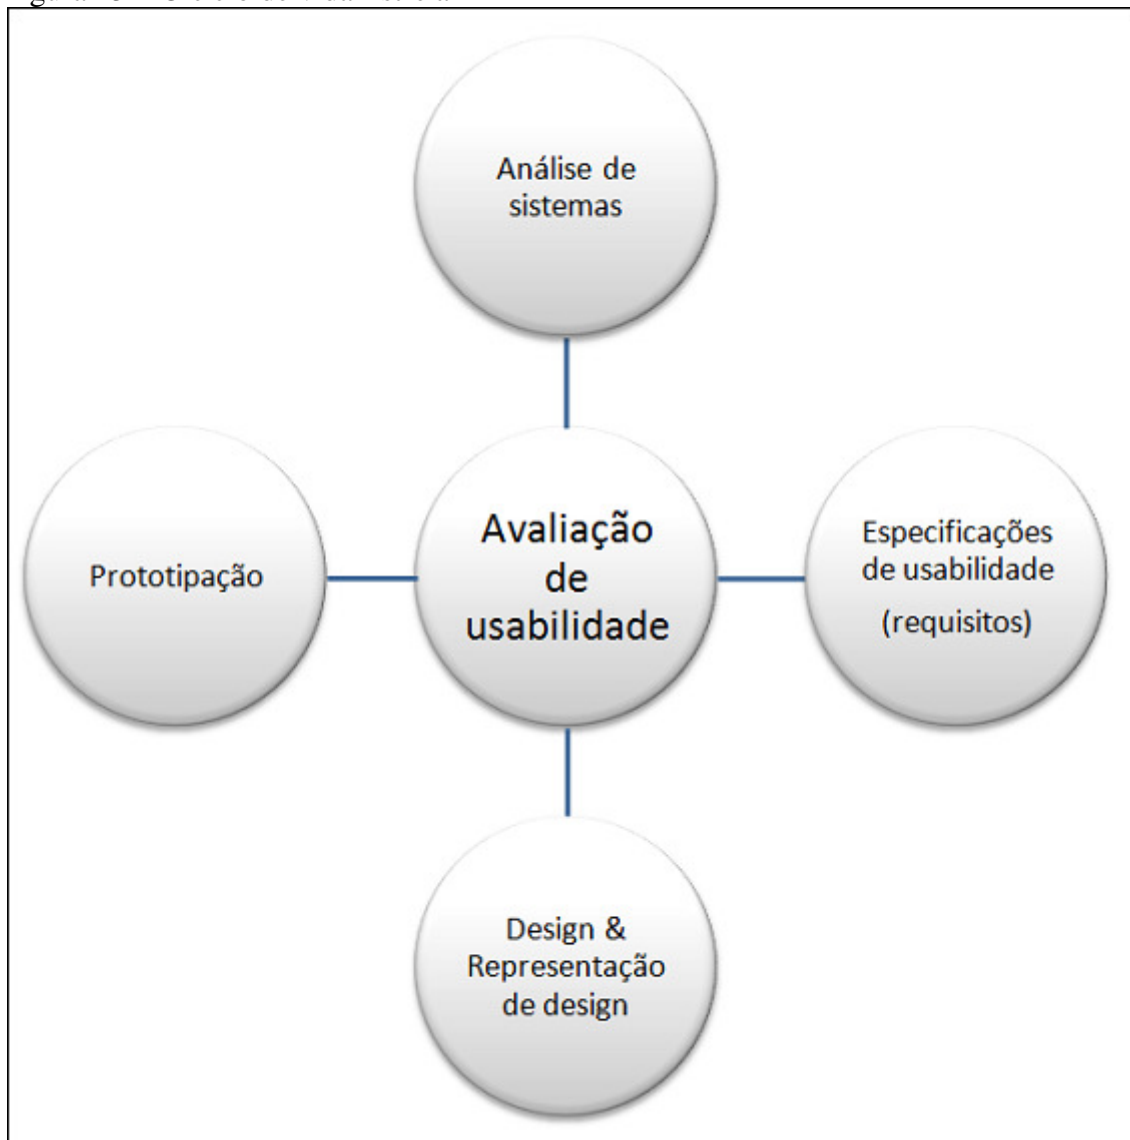 Análise de
sistemas
Prototipação
Avaliação
de
usabilidade
Especificações
de usabilidade
(requisitos)
Design &
Representação
de design